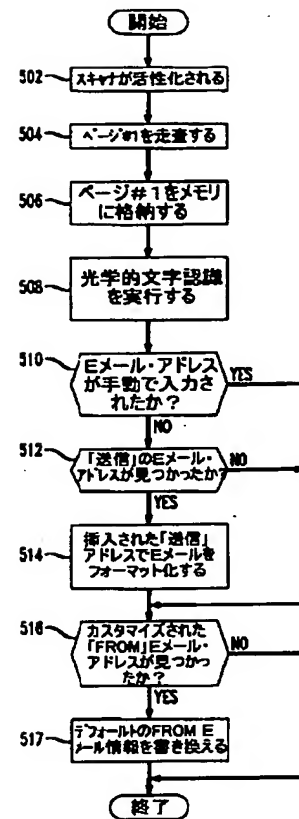 開始
502
スキャナが活性化される
504
ページ#1を走査する
506
ページ#1をメモリ
に格納する
508
光学的文字認識
を実行する
510
Eメール・アドレス
が手動で入力さ
れたか?
YES
NO
512
「送信」のEメール・
アドレスが見つかったか?
NO
YES
514
挿入された「送信」
アドレスでEメールを
フォーマット化する
516
カスタマイズされた
「FROM」Eメール・
アドレスが見つかっ
たか?
NO
YES
517
デフォールトのFROM E
メール情報を書き換える
終了